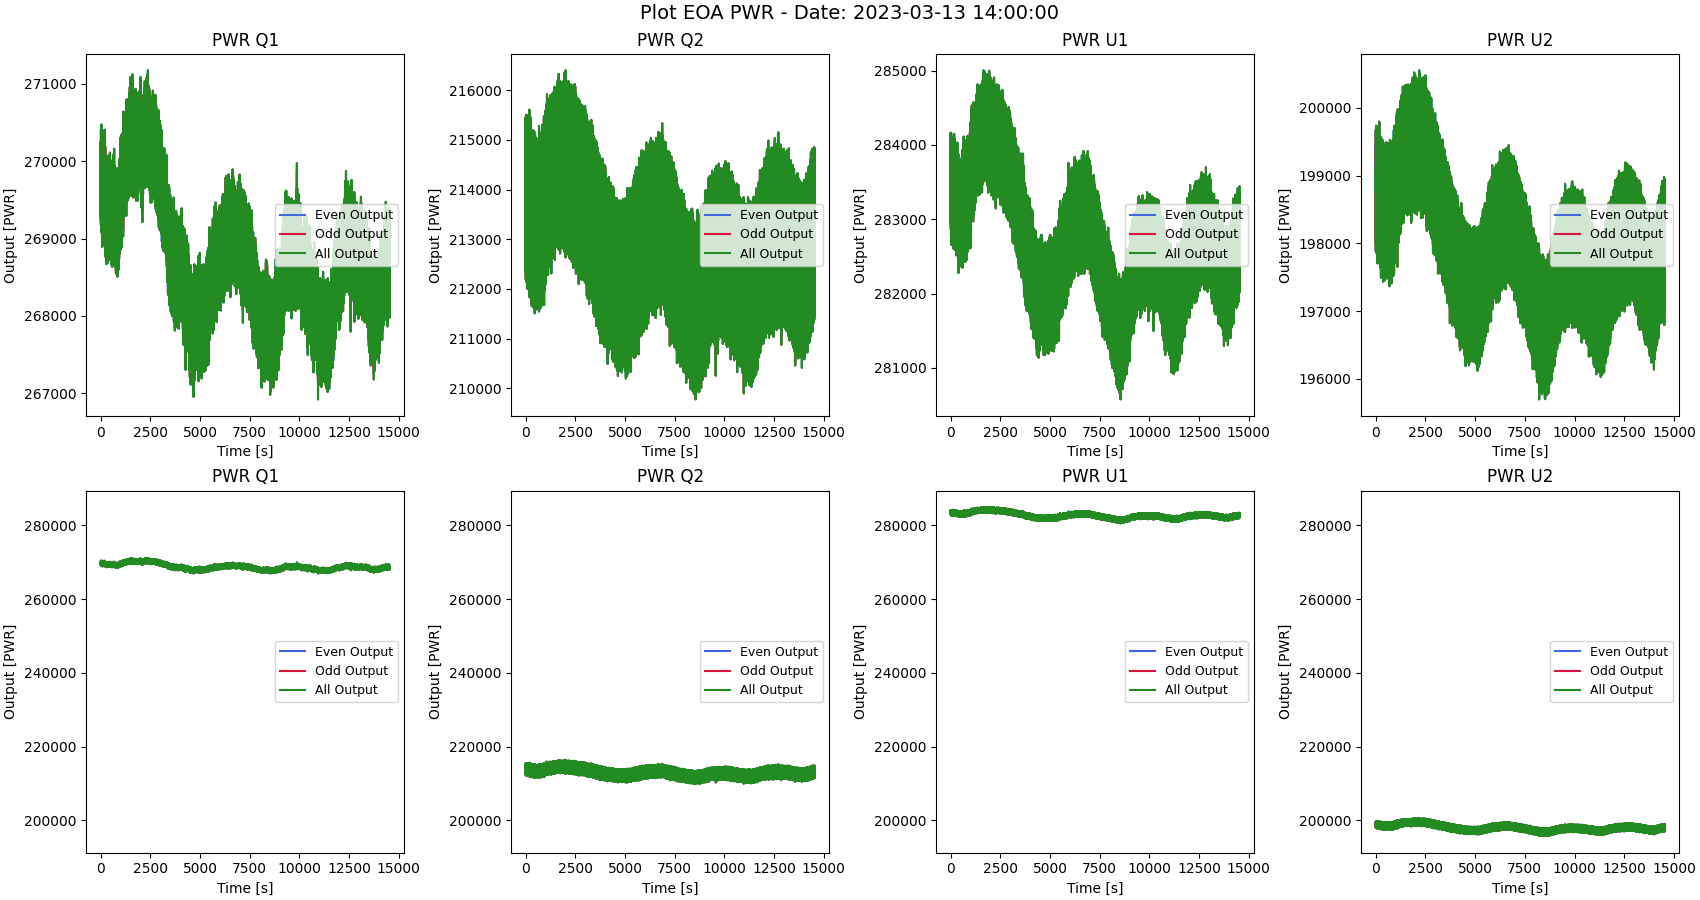 Plot EOA PWR - Date: 2023-03-13 14:00:00
PWR Q1
Output [PWR]
271000
270000
269000
268000
267000
Even Output
Odd Output
All Output
0 2500 5000 7500 10000 12500 15000
Time [s]
PWR Q2
Output [PWR]
216000
215000
214000
213000
212000
211000
210000
Even Output
Odd Output
All Output
0 2500 5000 7500 10000 12500 15000
Time [s]
PWR U1
Output [PWR]
285000
284000
283000
282000
281000
Even Output
Odd Output
All Output
0 2500 5000 7500 10000 12500 15000
Time [s]
PWR U2
Output [PWR]
200000
199000
198000
197000
196000
Even Output
Odd Output
All Output
0 2500 5000 7500 10000 12500 15000
Time [s]
PWR Q1
Output [PWR]
280000
260000
240000
220000
200000
Even Output
Odd Output
All Output
0 2500 5000 7500 10000 12500 15000
Time [s]
PWR Q2
Output [PWR]
280000
260000
240000
220000
200000
Even Output
Odd Output
All Output
0 2500 5000 7500 10000 12500 15000
Time [s]
PWR U1
Output [PWR]
280000
260000
240000
220000
200000
Even Output
Odd Output
All Output
0 2500 5000 7500 10000 12500 15000
Time [s]
PWR U2
Output [PWR]
280000
260000
240000
220000
200000
Even Output
Odd Output
All Output
0 2500 5000 7500 10000 12500 15000
Time [s]